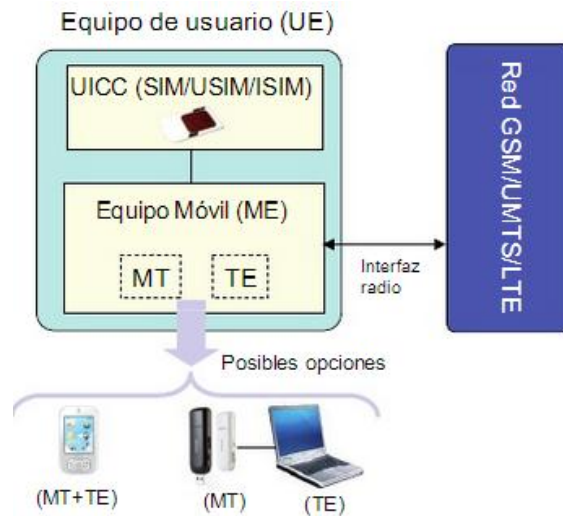 Equipo de usuario (UE)
UICC (SIM/USIM/ISIM)
Equipo Móvil (ME)
MT
TE
Interfaz
radio
Red GSM/UMTS/LTE
Posibles opciones
(MT+TE)
(MT)
(TE)